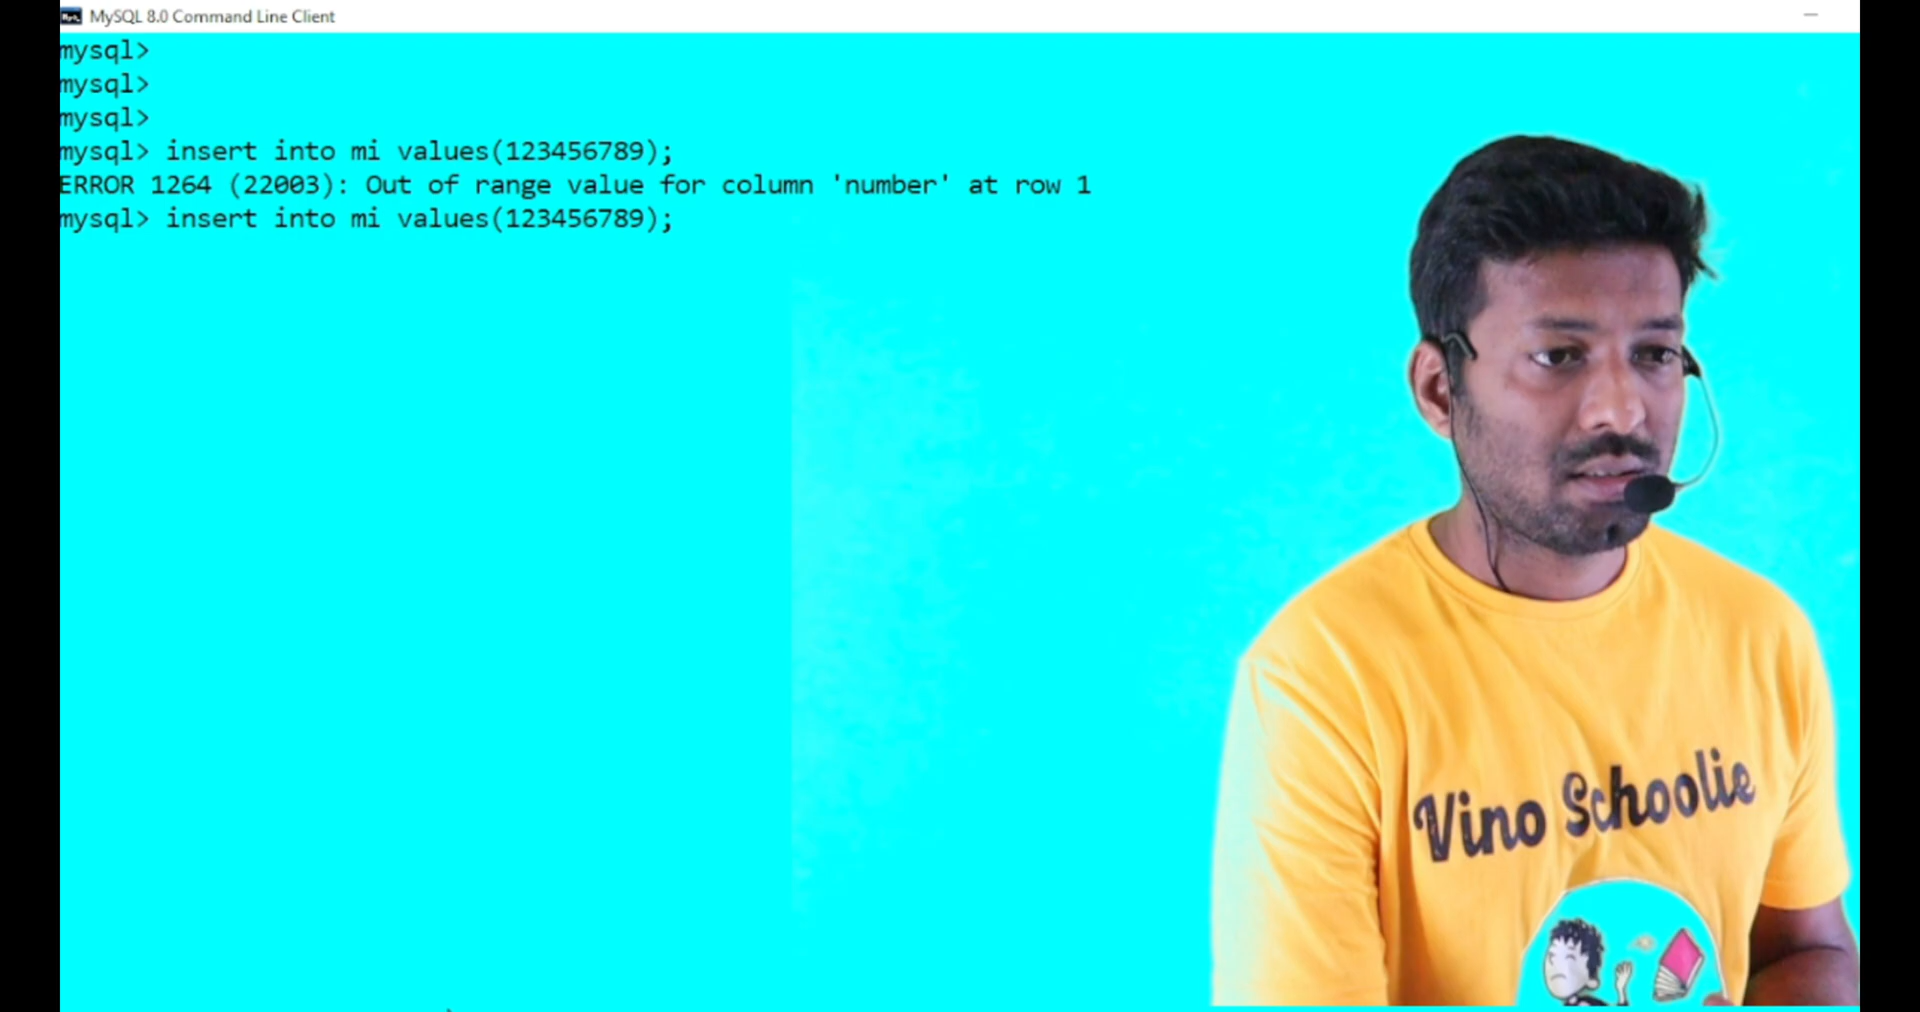 MySQL 8.0 Command Line Client
mysql>
mysql>
mysql>
mysql> insert into mi values(123456789);
ERROR 1264 (22003): Out of range value for column 'number' at row 1
mysql> insert into mi values(123456789);
Vino Schoolie